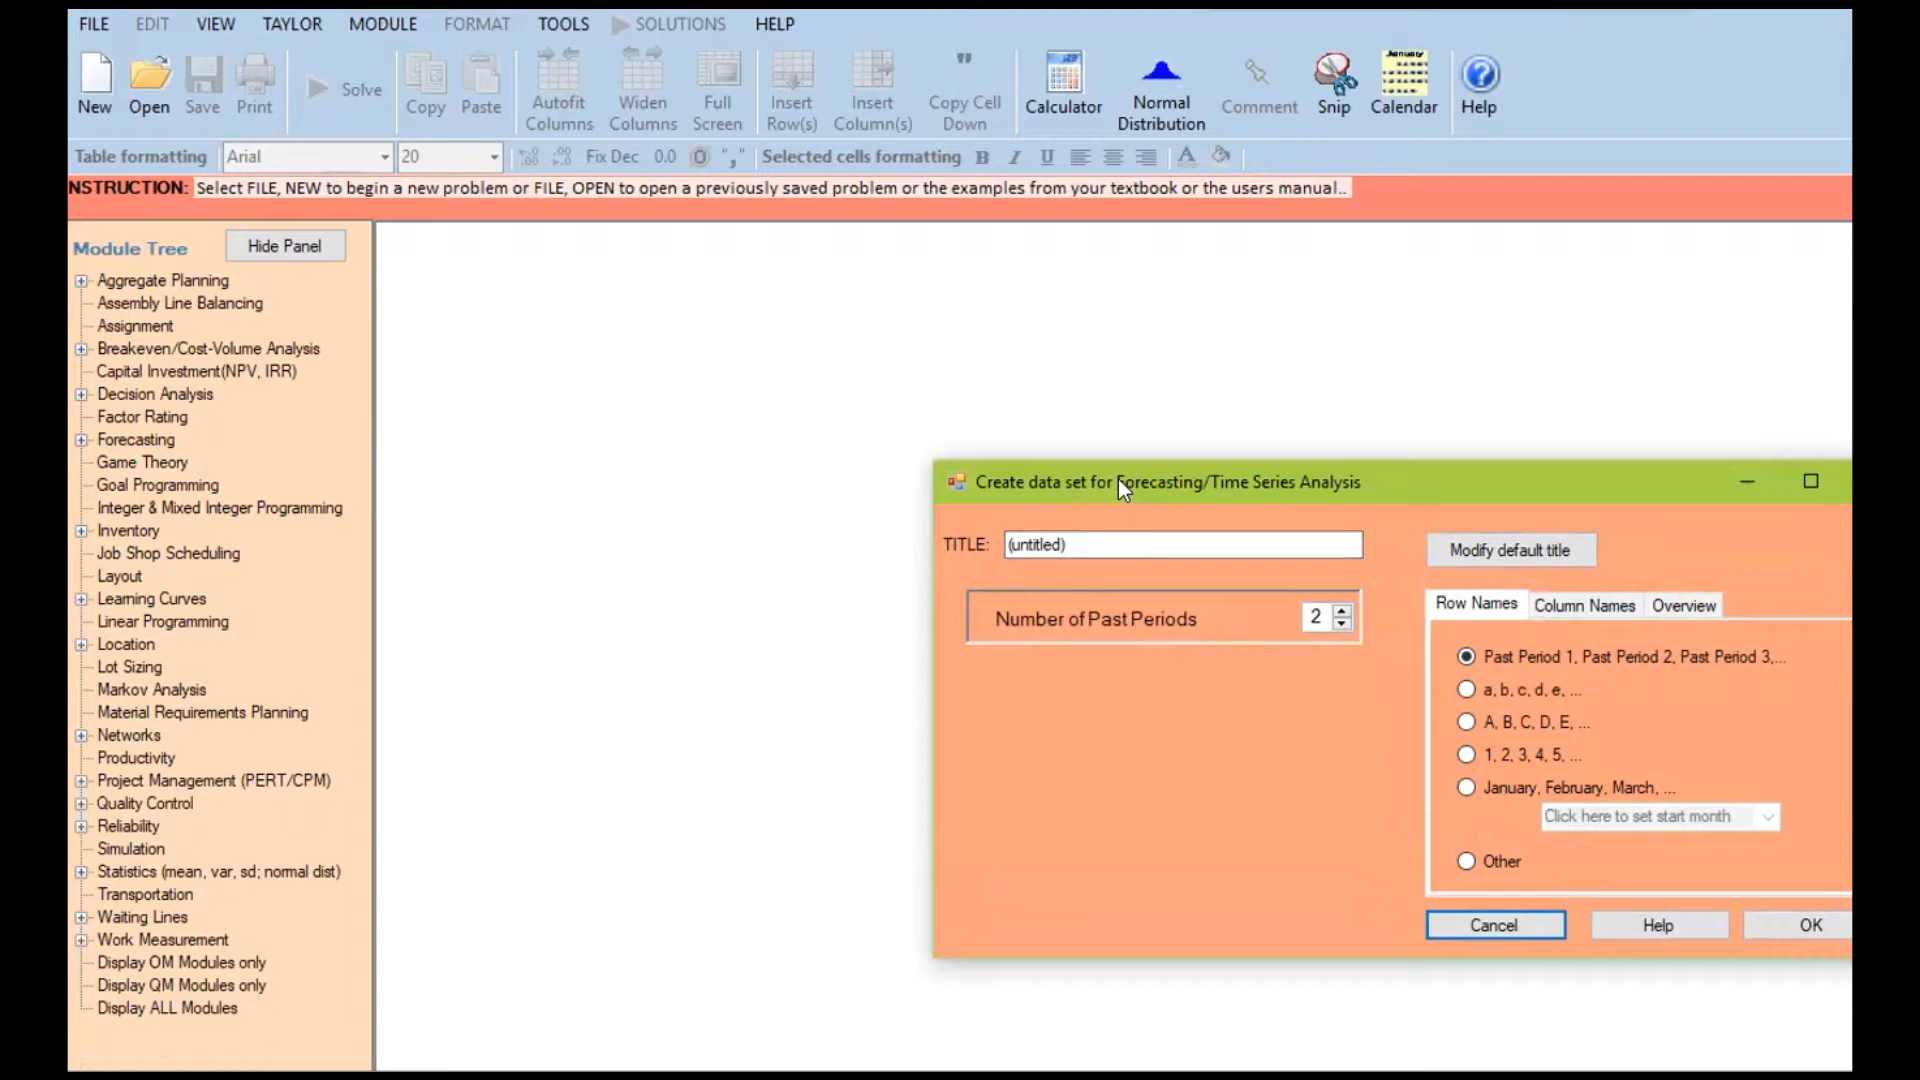 FILE EDIT VIEW TAYLOR MODULE FORMAT TOOLS SOLUTIONS HELP
New Open Save Print Solve Copy Paste Autofit Columns Widen Columns Full Screen Insert Row(s) Insert Column(s) Copy Cell Down Calculator Normal Distribution Comment Snip Calendar Help
Table formatting Arial 20 Fix Dec 0.0 Selected cells formatting B I U A
NSTRUCTION: Select FILE, NEW to begin a new problem or FILE, OPEN to open a previously saved problem or the examples from your textbook or the users manual..
Module Tree Hide Panel
Aggregate Planning
Assembly Line Balancing
Assignment
Breakeven/Cost-Volume Analysis
Capital Investment(NPV, IRR)
Decision Analysis
Factor Rating
Forecasting
Game Theory
Goal Programming
Integer & Mixed Integer Programming
Inventory
Job Shop Scheduling
Layout
Learning Curves
Linear Programming
Location
Lot Sizing
Markov Analysis
Material Requirements Planning
Networks
Productivity
Project Management (PERT/CPM)
Quality Control
Reliability
Simulation
Statistics (mean, var, sd; normal dist)
Transportation
Waiting Lines
Work Measurement
Display OM Modules only
Display QM Modules only
Display ALL Modules
Create data set for Forecasting/Time Series Analysis
TITLE: (untitled)
Modify default title
Number of Past Periods 2
Row Names Column Names Overview
Past Period 1, Past Period 2, Past Period 3,...
a, b, c, d, e, ...
A, B, C, D, E, ...
1, 2, 3, 4, 5, ...
January, February, March, ...
Click here to set start month
Other
Cancel Help OK